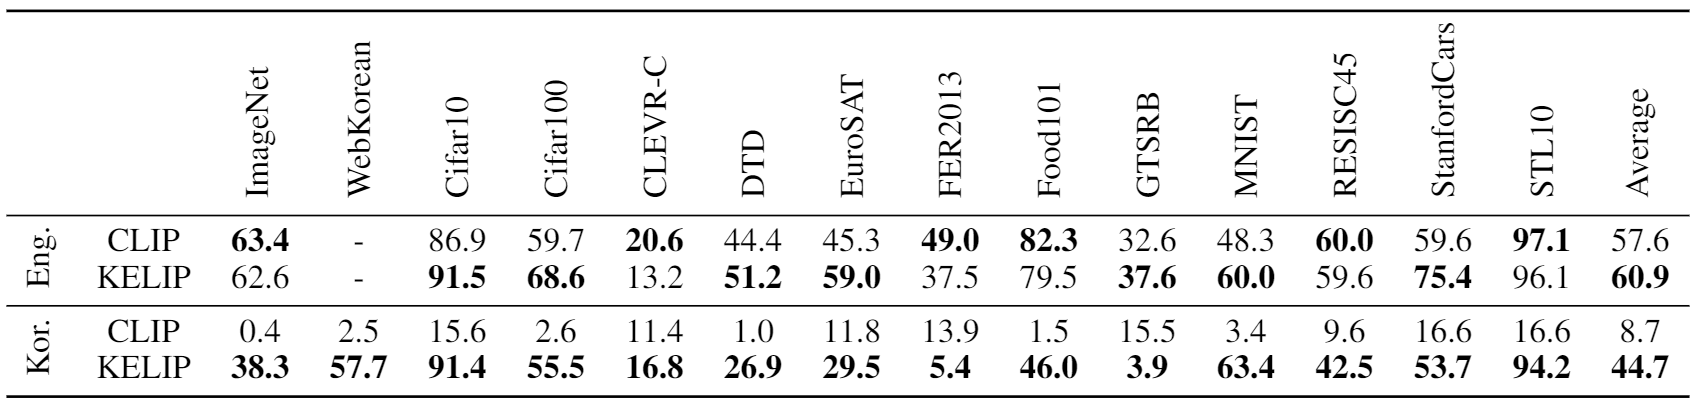 ImageNet WebKorean Cifar10 Cifar100 CLEVR-C DTD EuroSAT FER2013 Food101 GTSRB MNIST RESISC45 StanfordCars STL10 Average
Eng.
CLIP 63.4 - 86.9 59.7 20.6 44.4 45.3 49.0 82.3 32.6 48.3 60.0 59.6 97.1 57.6
KELIP 62.6 - 91.5 68.6 13.2 51.2 59.0 37.5 79.5 37.6 60.0 59.6 75.4 96.1 60.9
Kor.
CLIP 0.4 2.5 15.6 2.6 11.4 1.0 11.8 13.9 1.5 15.5 3.4 9.6 16.6 16.6 8.7
KELIP 38.3 57.7 91.4 55.5 16.8 26.9 29.5 5.4 46.0 3.9 63.4 42.5 53.7 94.2 44.7